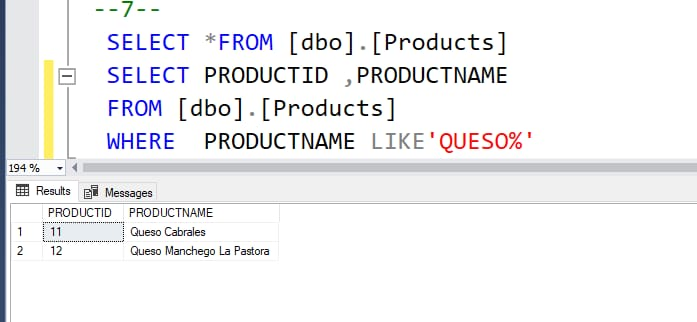 --7--
SELECT *FROM [dbo].[Products]
SELECT PRODUCTID ,PRODUCTNAME
FROM [dbo].[Products]
WHERE  PRODUCTNAME LIKE'QUESO%'
194 %
Results Messages
PRODUCTID PRODUCTNAME
1 11 Queso Cabrales
2 12 Queso Manchego La Pastora